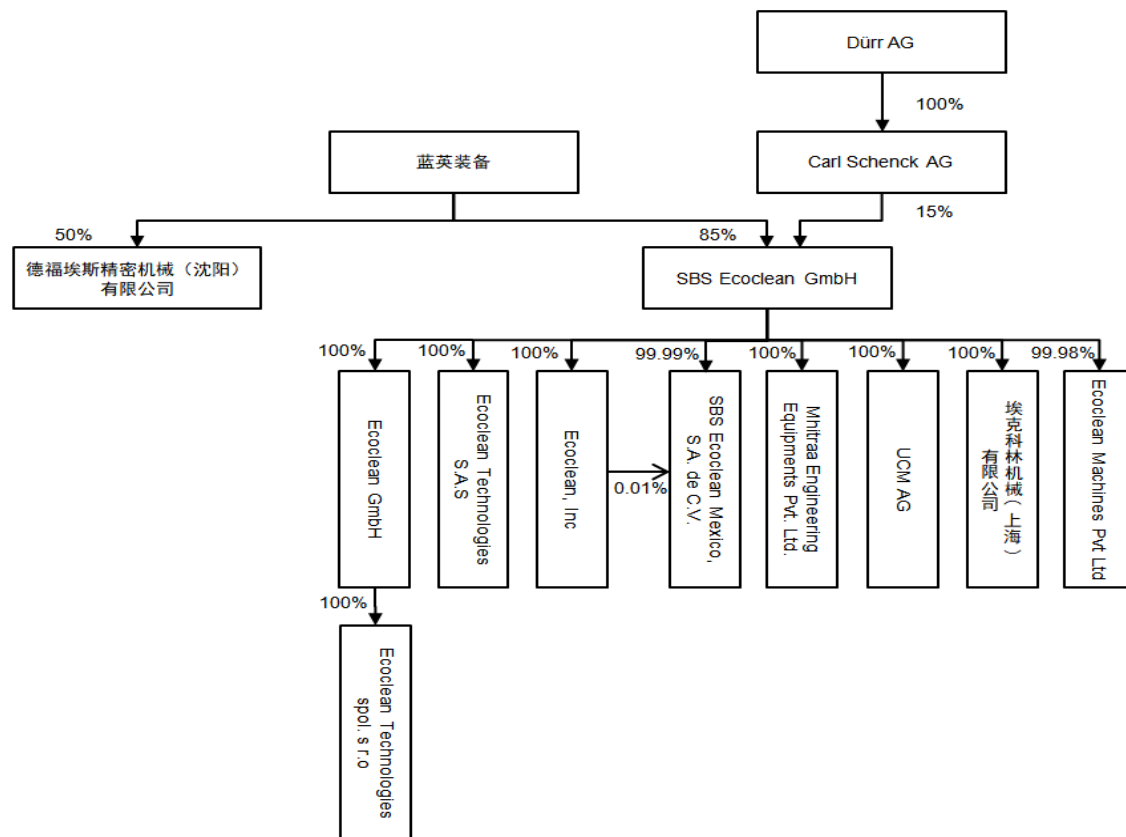 Dürr AG
100%
蓝英装备
Carl Schenck AG
15%
50%
85%
德福埃斯精密机械（沈阳）
有限公司
SBS Ecoclean GmbH
100%
100%
100%
99.99%
100%
100%
100%
99.98%
Ecoclean GmbH
Ecoclean Technologies
S.A.S
Ecoclean, Inc
0.01%
SBS Ecoclean Mexico,
S.A. de C.V.
Mhitraa Engineering
Equipments Pvt. Ltd.
UCM AG
埃克科林机械（上海）
有限公司
Ecoclean Machines Pvt Ltd
100%
Ecoclean Technologies
spol. s r.o